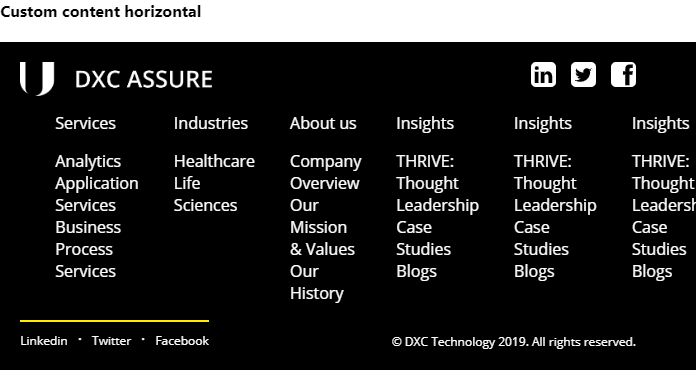 Custom content horizontal
DXC ASSURE
Services
Analytics
Application
Services
Business
Process
Services
Industries
Healthcare
Life
Sciences
About us
Company
Overview
Our
Mission
& Values
Our
History
Insights
THRIVE:
Thought
Leadership
Case
Studies
Blogs
Insights
THRIVE:
Thought
Leadership
Case
Studies
Blogs
Insights
THRIVE:
Thought
Case
Studies
Blogs
Linkedin · Twitter · Facebook
© DXC Technology 2019. All rights reserved.